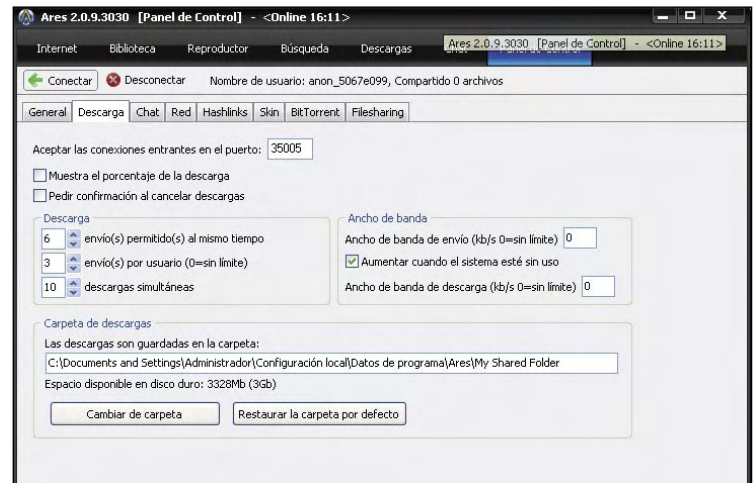 Ares 2.0.9.3030 [Panel de Control] - <Online 16:11>
Internet Biblioteca Reproductor Búsqueda Descargas
Ares 2.0.9.3030 [Panel de Control] - <Online 16:11>
Conectar Desconectar Nombre de usuario: anon_5067e099, Compartido 0 archivos
General Descarga Chat Red Hashlinks Skin BitTorrent Filesharing
Aceptar las conexiones entrantes en el puerto: 35005
Muestra el porcentaje de la descarga
Pedir confirmación al cancelar descargas
Descarga
6 envío(s) permitido(s) al mismo tiempo
3 envío(s) por usuario (0=sin límite)
10 descargas simultáneas
Ancho de banda
Ancho de banda de envío (kb/s 0=sin límite) 0
Aumentar cuando el sistema esté sin uso
Ancho de banda de descarga (kb/s 0=sin límite) 0
Carpeta de descargas
Las descargas son guardadas en la carpeta:
C:\Documents and Settings\Administrador\Configuración local\Datos de programa\Ares\My Shared Folder
Espacio disponible en disco duro: 3328Mb (3Gb)
Cambiar de carpeta Restaurar la carpeta por defecto